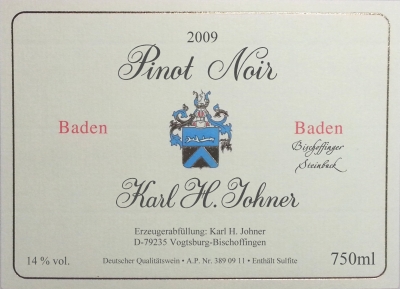 2009
Pinot Noir
Baden
Baden
Bischoffinger
Steinbuck
Karl H. Johner
Erzeugerabfüllung: Karl H. Johner
D-79235 Vogtsburg-Bischoffingen
14 % vol.
Deutscher Qualitätswein • A.P. Nr. 389 09 11 • Enthält Sulfite
750ml